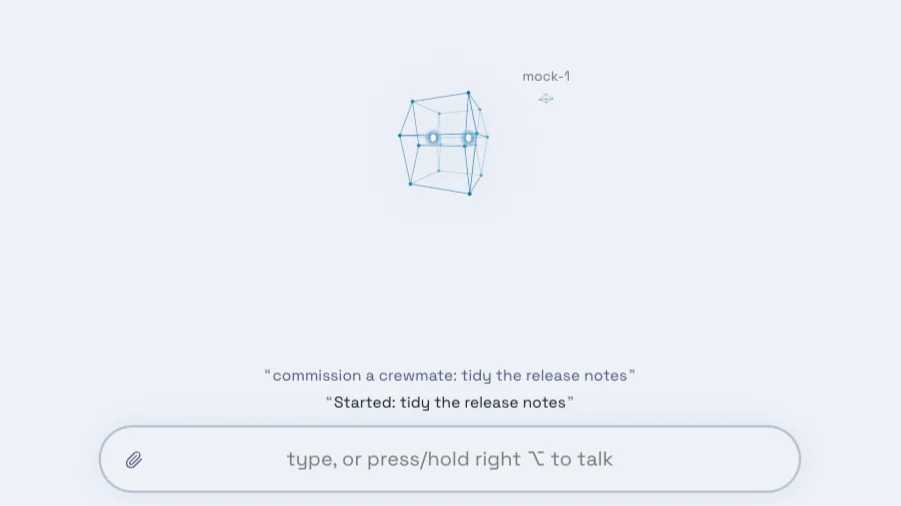 mock-1
“commission a crewmate: tidy the release notes”
“Started: tidy the release notes”
type, or press/hold right ⌥ to talk